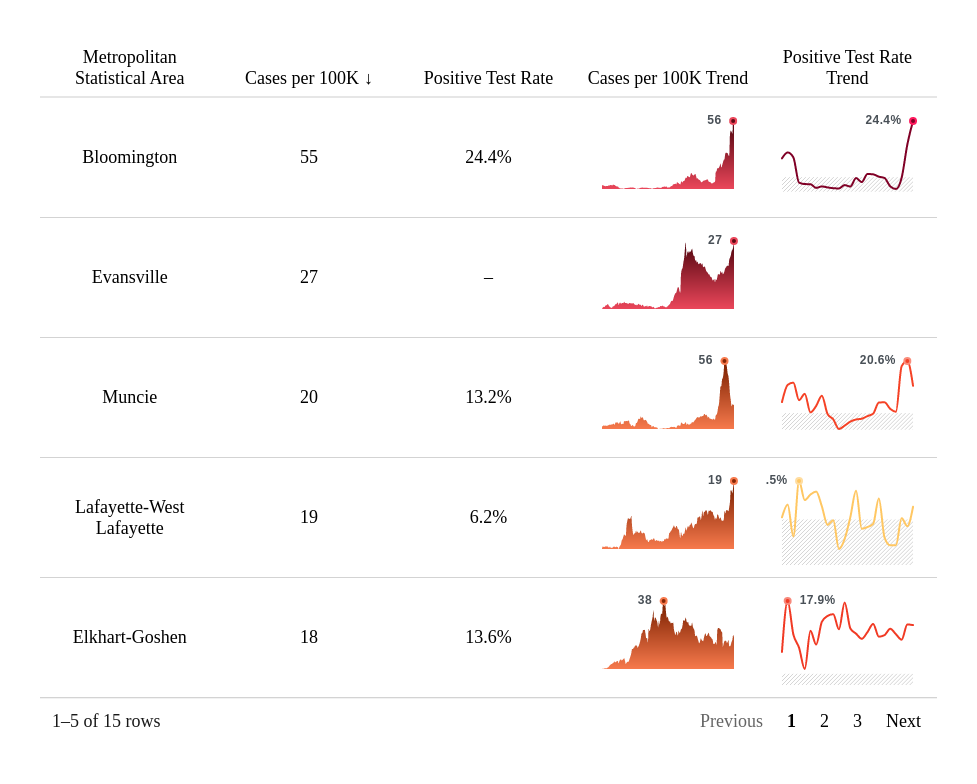 Metropolitan
Statistical Area
Cases per 100K ↓
Positive Test Rate
Cases per 100K Trend
Positive Test Rate
Trend
Bloomington
55
24.4%
56
24.4%
Evansville
27
–
27
Muncie
20
13.2%
56
20.6%
Lafayette-West
Lafayette
19
6.2%
19
.5%
Elkhart-Goshen
18
13.6%
38
17.9%
1–5 of 15 rows
Previous
1
2
3
Next